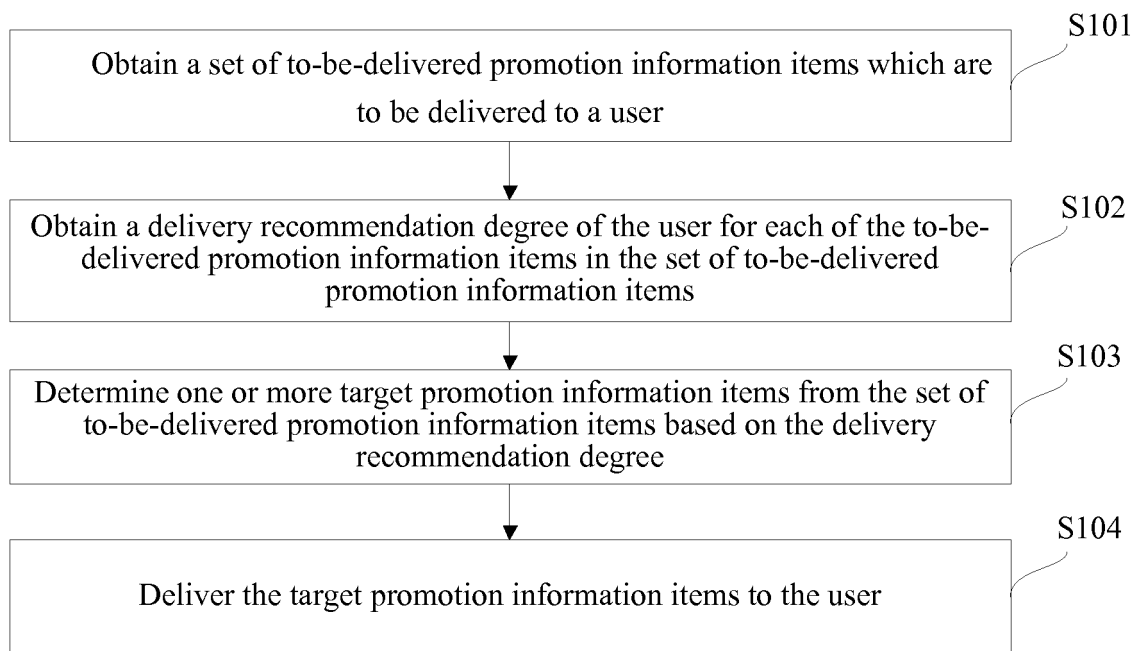 S101
Obtain a set of to-be-delivered promotion information items which are
to be delivered to a user
S102
Obtain a delivery recommendation degree of the user for each of the to-be-
delivered promotion information items in the set of to-be-delivered
promotion information items
S103
Determine one or more target promotion information items from the set of
to-be-delivered promotion information items based on the delivery
recommendation degree
S104
Deliver the target promotion information items to the user